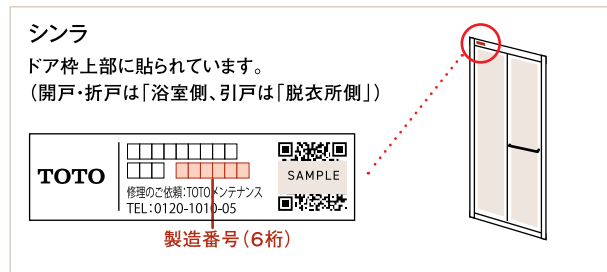 シンラ
ドア枠上部に貼られています。
(開戸・折戸は「浴室側、引戸は「脱衣所側」)
TOTO
SAMPLE
修理のご依頼:TOTOメンテナンス
TEL:0120-1010-05
製造番号(6桁)